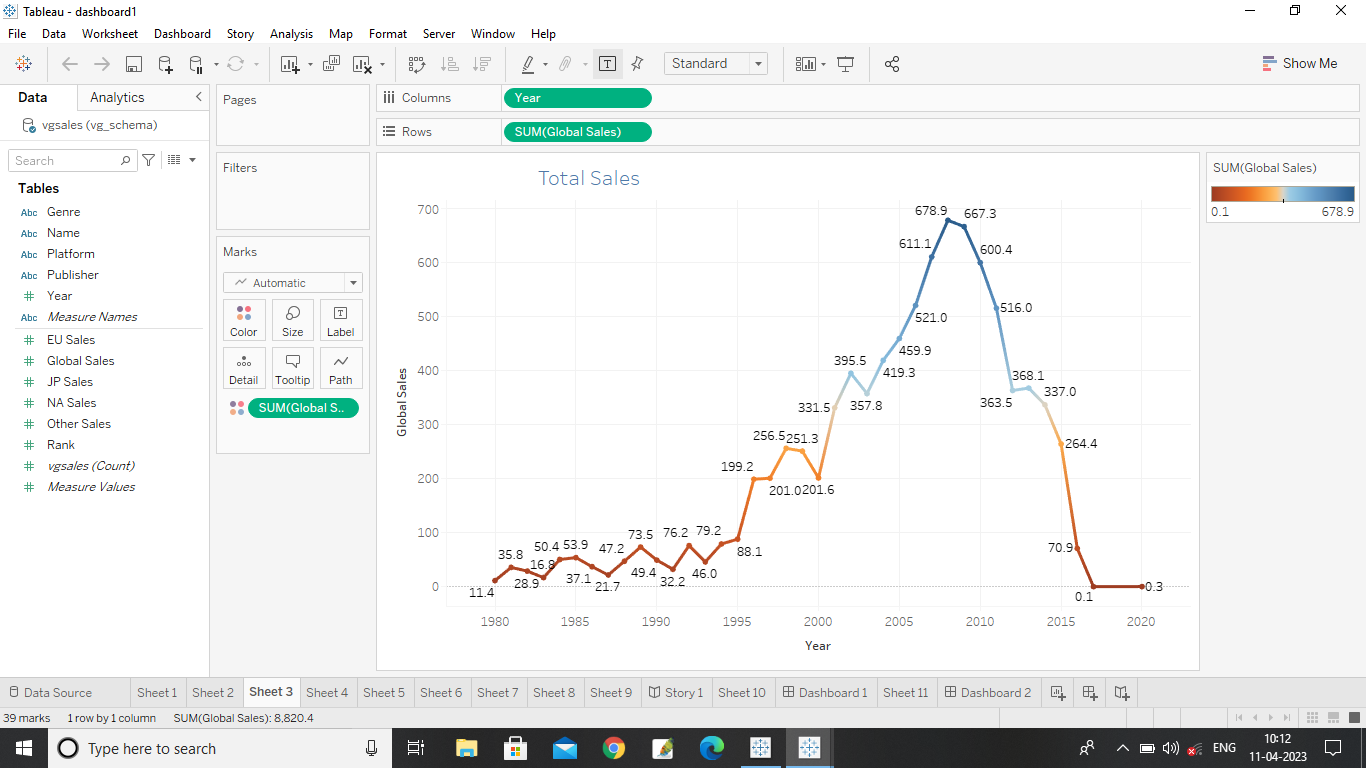 Tableau - dashboard1
File Data Worksheet Dashboard Story Analysis Map Format Server Window Help
Standard
Show Me
Data Analytics
vgsales (vg_schema)
Search
Tables
Abc Genre
Abc Name
Abc Platform
Abc Publisher
# Year
Abc Measure Names
# EU Sales
# Global Sales
# JP Sales
# NA Sales
# Other Sales
# Rank
# vgsales (Count)
# Measure Values
Pages
Filters
Marks
Automatic
Color Size Label
Detail Tooltip Path
SUM(Global S..
Columns Year
Rows SUM(Global Sales)
Total Sales
Global Sales
700
600
500
400
300
200
100
0
11.4
35.8
28.9
16.8
50.4
53.9
37.1
21.7
47.2
73.5
49.4
32.2
76.2
46.0
79.2
88.1
199.2
201.0
256.5
251.3
201.6
331.5
395.5
357.8
419.3
459.9
521.0
611.1
678.9
667.3
600.4
516.0
363.5
368.1
337.0
264.4
70.9
0.1
0.3
1980 1985 1990 1995 2000 2005 2010 2015 2020
Year
SUM(Global Sales)
0.1 678.9
Data Source Sheet 1 Sheet 2 Sheet 3 Sheet 4 Sheet 5 Sheet 6 Sheet 7 Sheet 8 Sheet 9 Story 1 Sheet 10 Dashboard 1 Sheet 11 Dashboard 2
39 marks 1 row by 1 column SUM(Global Sales): 8,820.4
Type here to search
ENG
10:12
11-04-2023